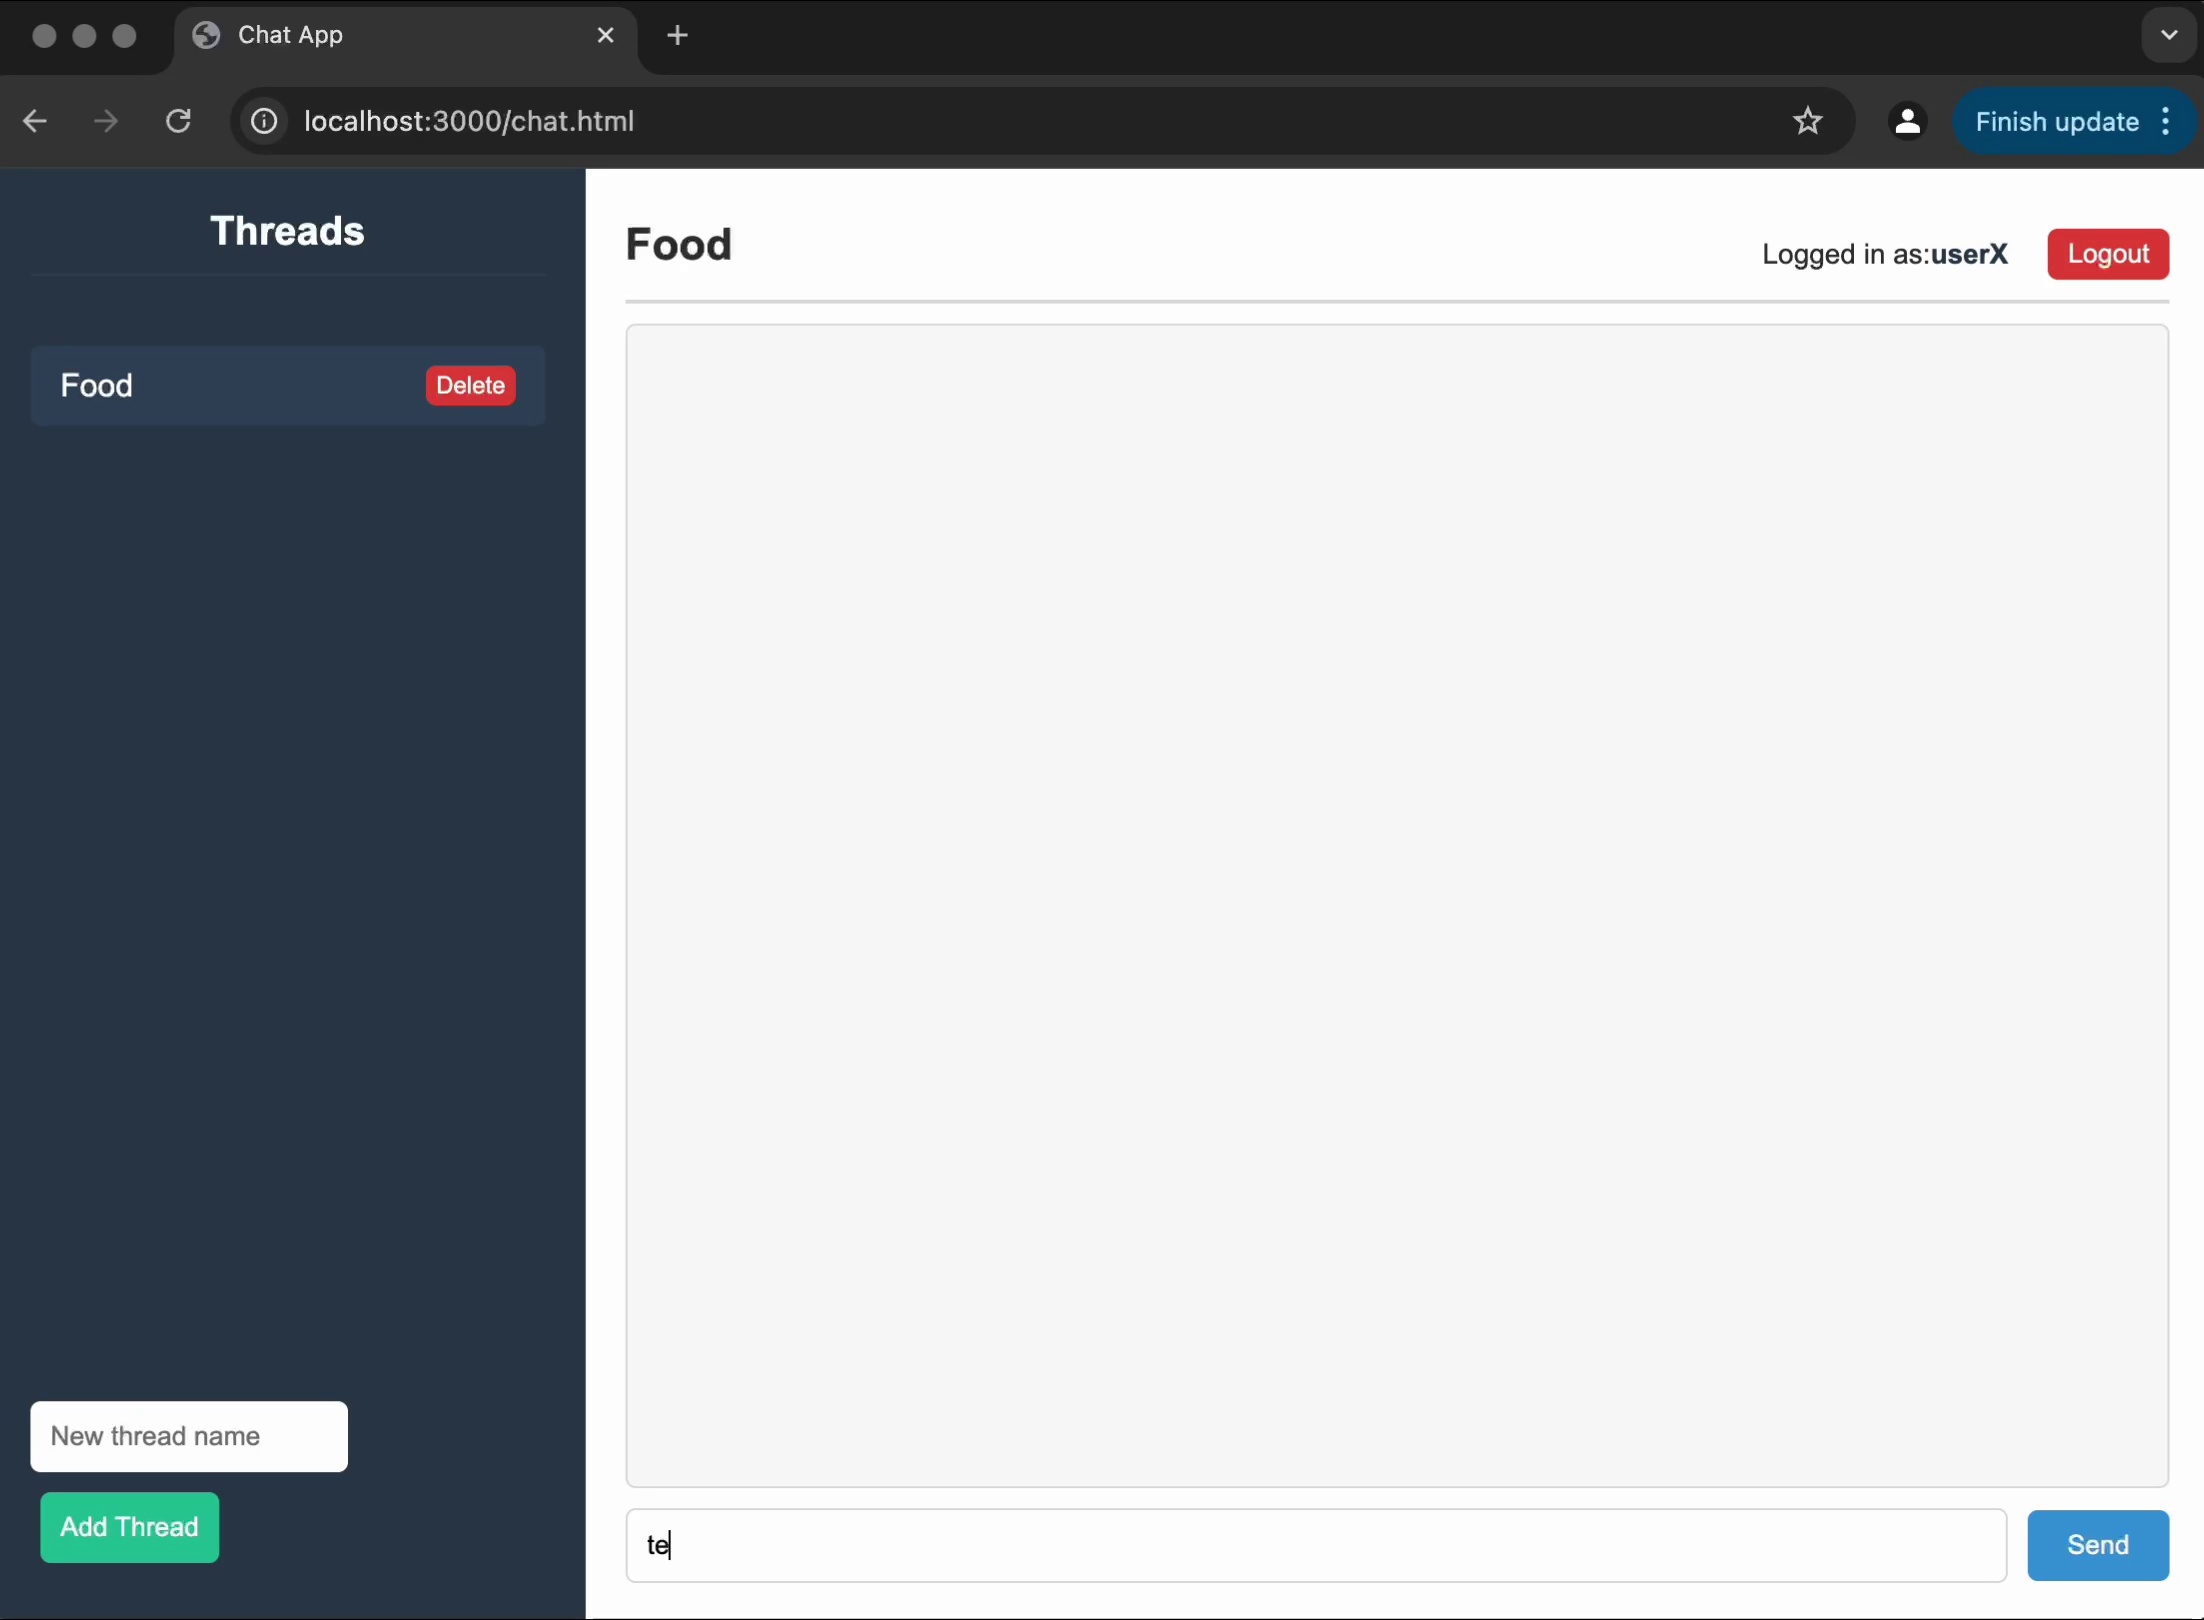 Chat App
localhost:3000/chat.html
Finish update
Threads
Food
Delete
New thread name
Add Thread
Food
Logged in as:userX
Logout
te
Send